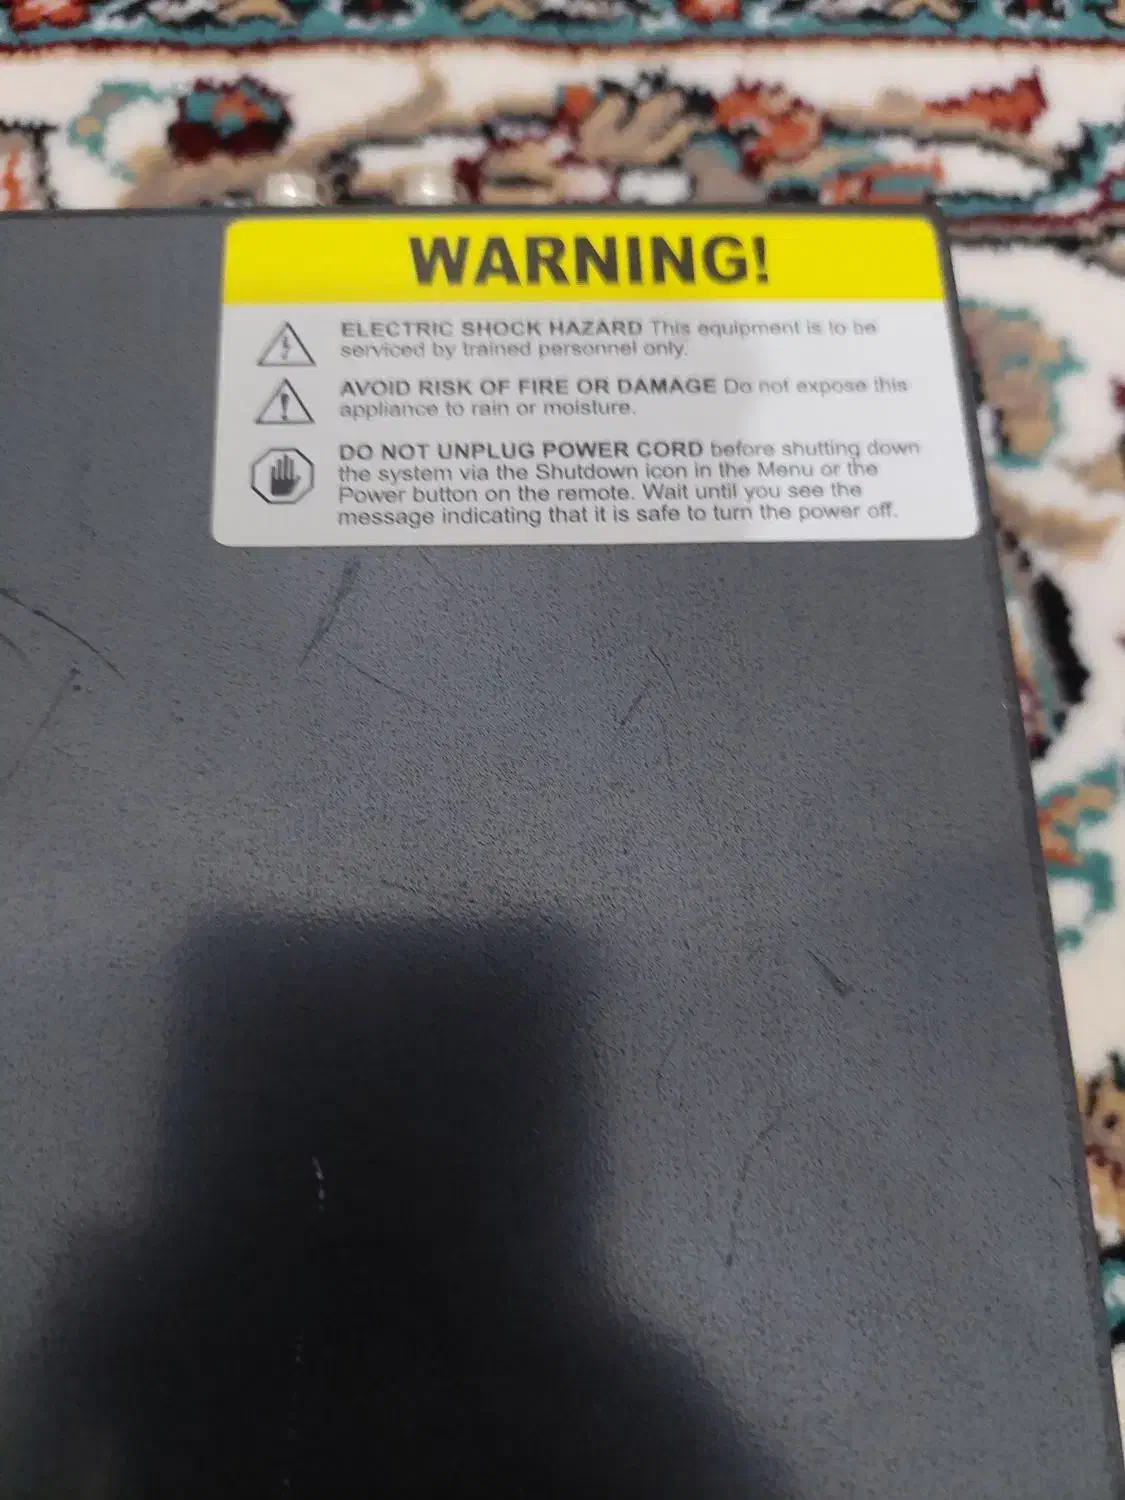 WARNING!
ELECTRIC SHOCK HAZARD This equipment is to be
serviced by trained personnel only.
AVOID RISK OF FIRE OR DAMAGE Do not expose this
appliance to rain or moisture.
DO NOT UNPLUG POWER CORD before shutting down
the system via the Shutdown icon in the Menu or the
Power button on the remote. Wait until you see the
message indicating that it is safe to turn the power off.